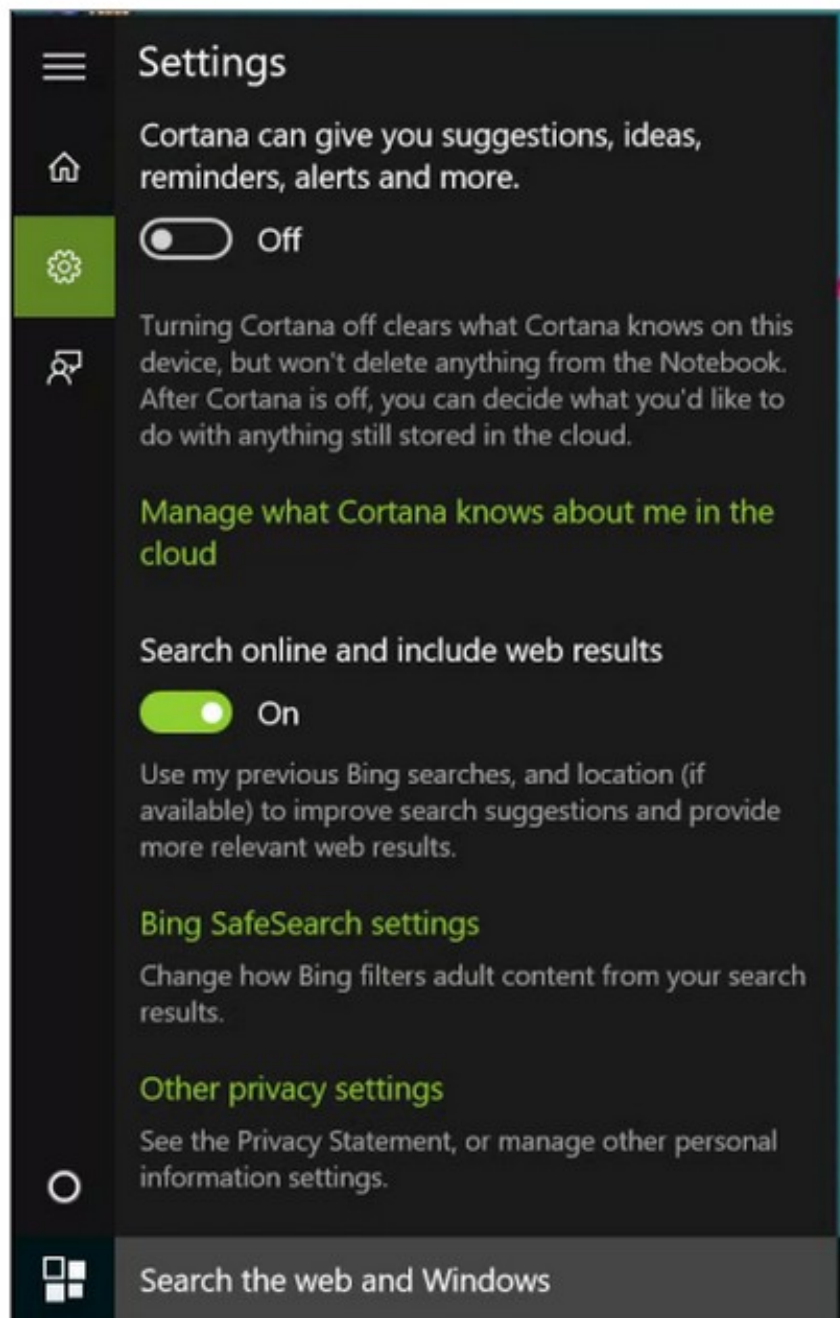 Settings
Cortana can give you suggestions, ideas,
reminders, alerts and more.
Off
Turning Cortana off clears what Cortana knows on this
device, but won't delete anything from the Notebook.
After Cortana is off, you can decide what you'd like to
do with anything still stored in the cloud.
Manage what Cortana knows about me in the
cloud
Search online and include web results
On
Use my previous Bing searches, and location (if
available) to improve search suggestions and provide
more relevant web results.
Bing SafeSearch settings
Change how Bing filters adult content from your search
results.
Other privacy settings
See the Privacy Statement, or manage other personal
information settings.
Search the web and Windows